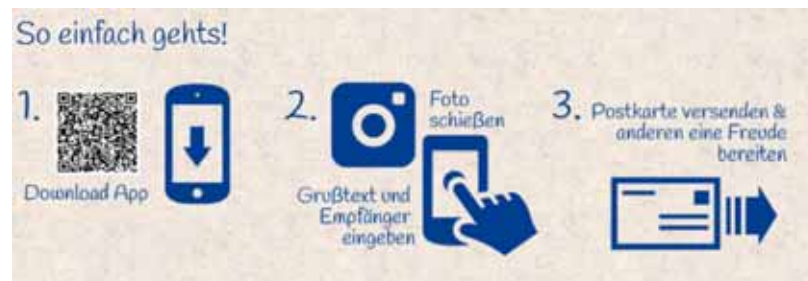 So einfach gehts!
1.
Download App
2.
Foto
schießen
Grußtext und
Empfänger
eingeben
3. Postkarte versenden &
anderen eine Freude
bereiten